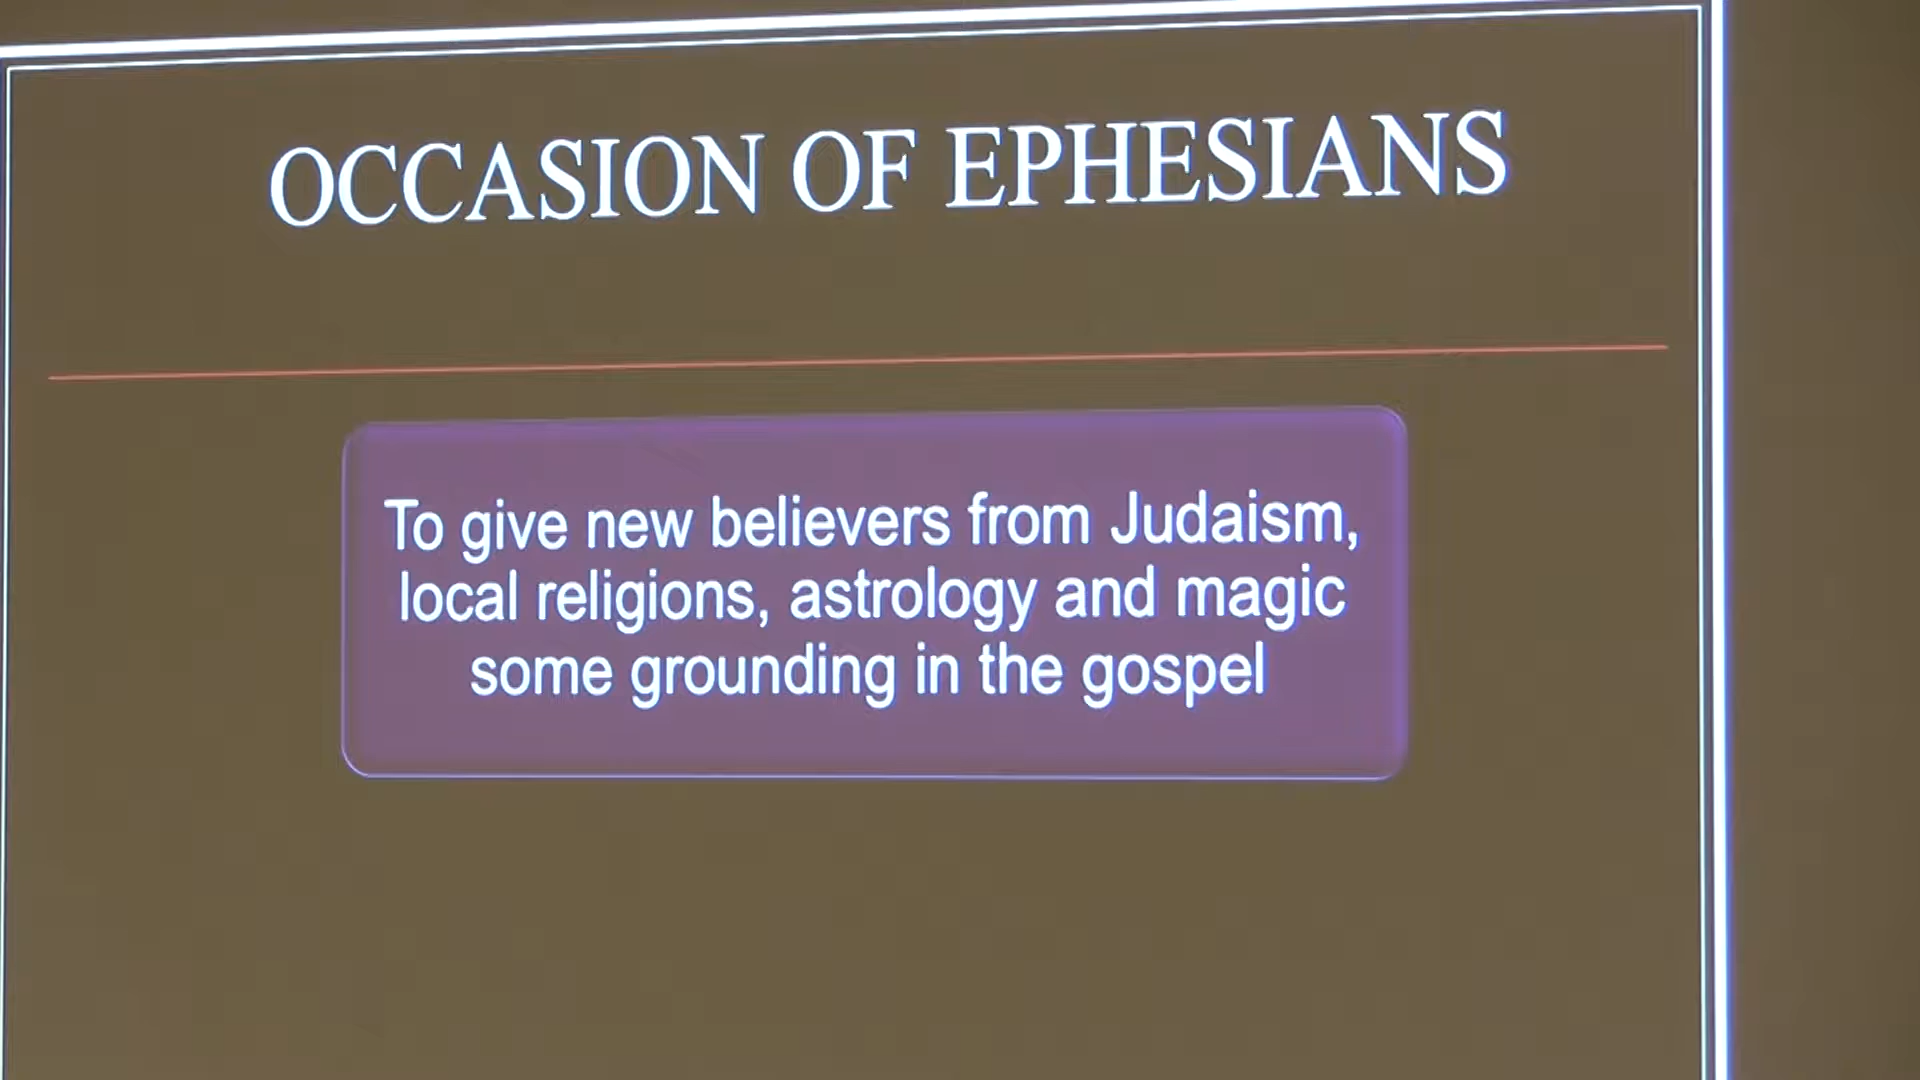 OCCASION OF EPHESIANS
To give new believers from Judaism,
local religions, astrology and magic
some grounding in the gospel